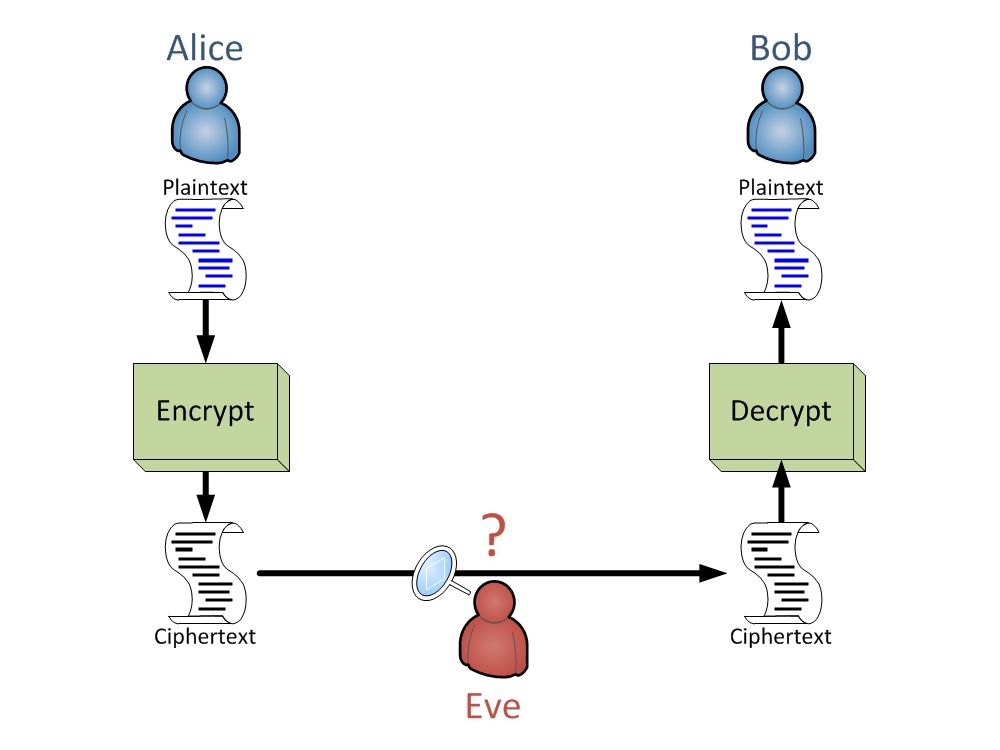 Alice
Bob
Plaintext
Plaintext
Encrypt
Decrypt
?
Ciphertext
Ciphertext
Eve